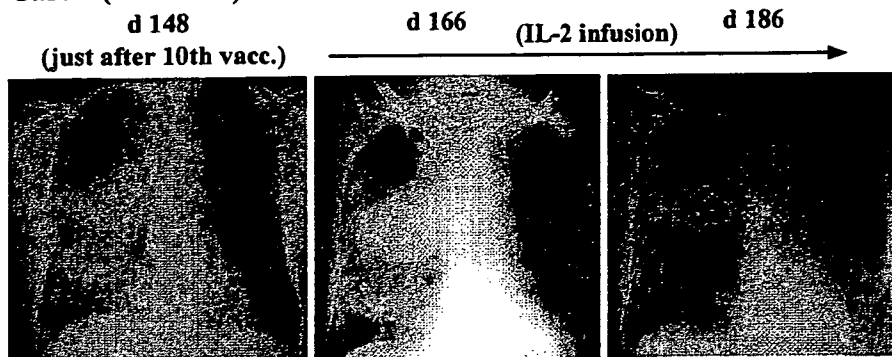 d 148
(just after 10th vacc.)
d 166
(IL-2 infusion)
d 186